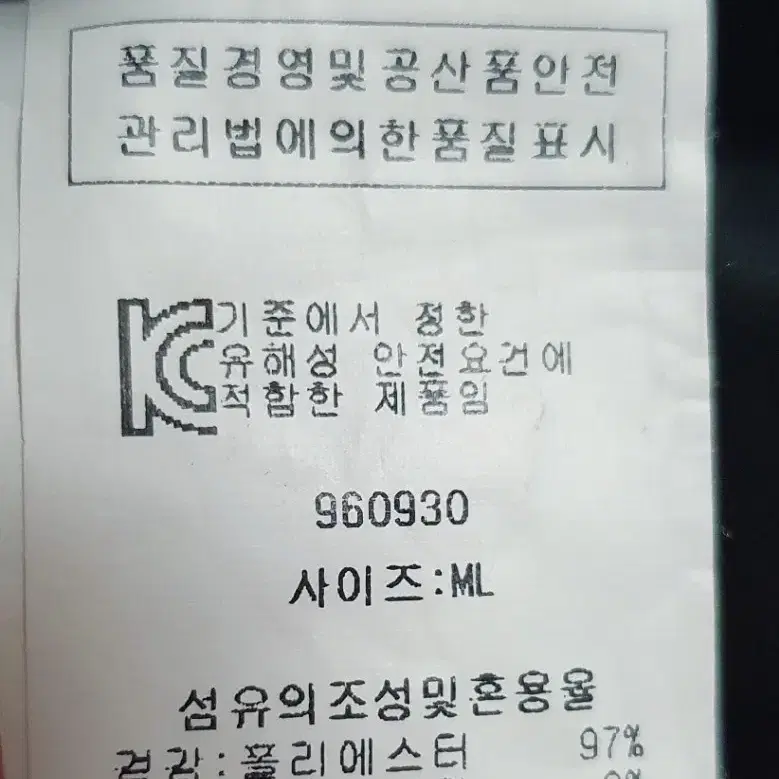 품질경영및공산품안전
관리법에의한품질표시
KC
기준에서 정한
유해성 안전요건에
적합한 제품임
960930
사이즈:ML
섬유의조성및혼용율
겉감:폴리에스터 97%